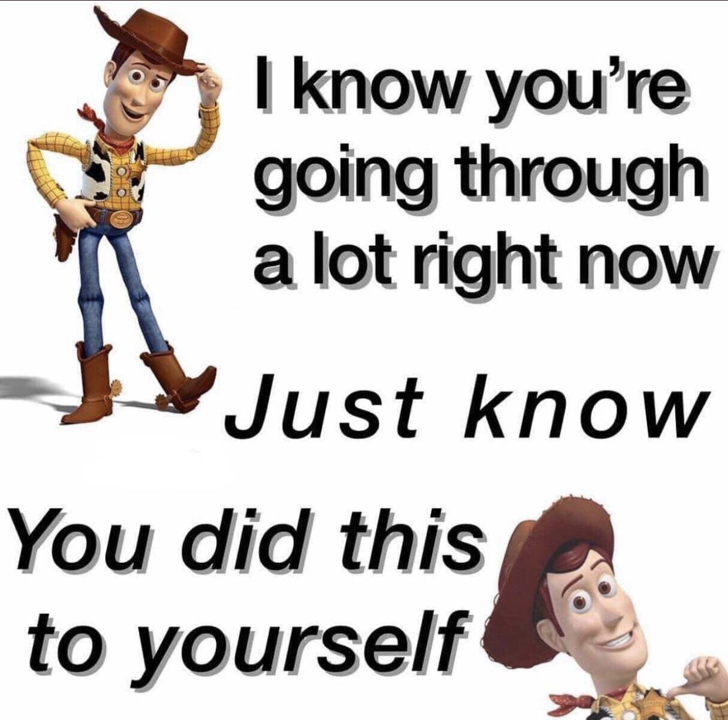 I know you’re
going through
a lot right now
Just know
You did this
to yourself